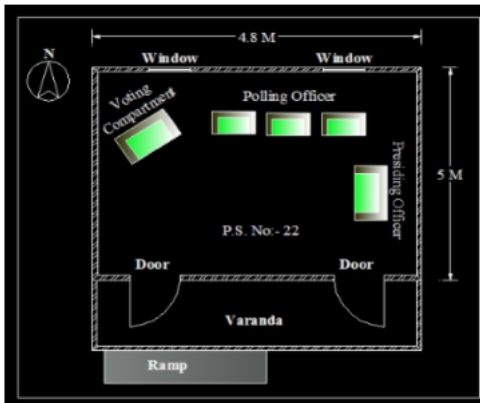 4.8 M
N
Window
Window
Voting
Compartment
Polling Officer
Presiding Officer
5 M
P.S. No:- 22
Door
Door
Varanda
Ramp